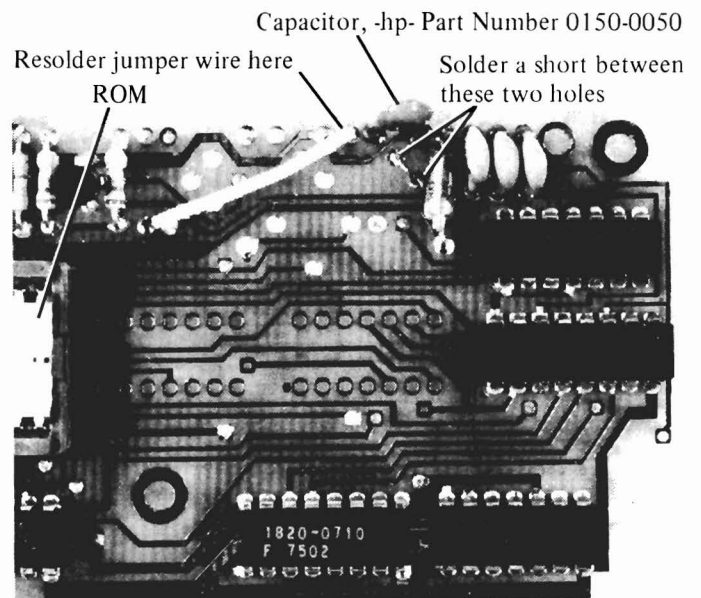 Capacitor, -hp- Part Number 0150-0050
Resolder jumper wire here
ROM
Solder a short between
these two holes
1820-0710
F 7502